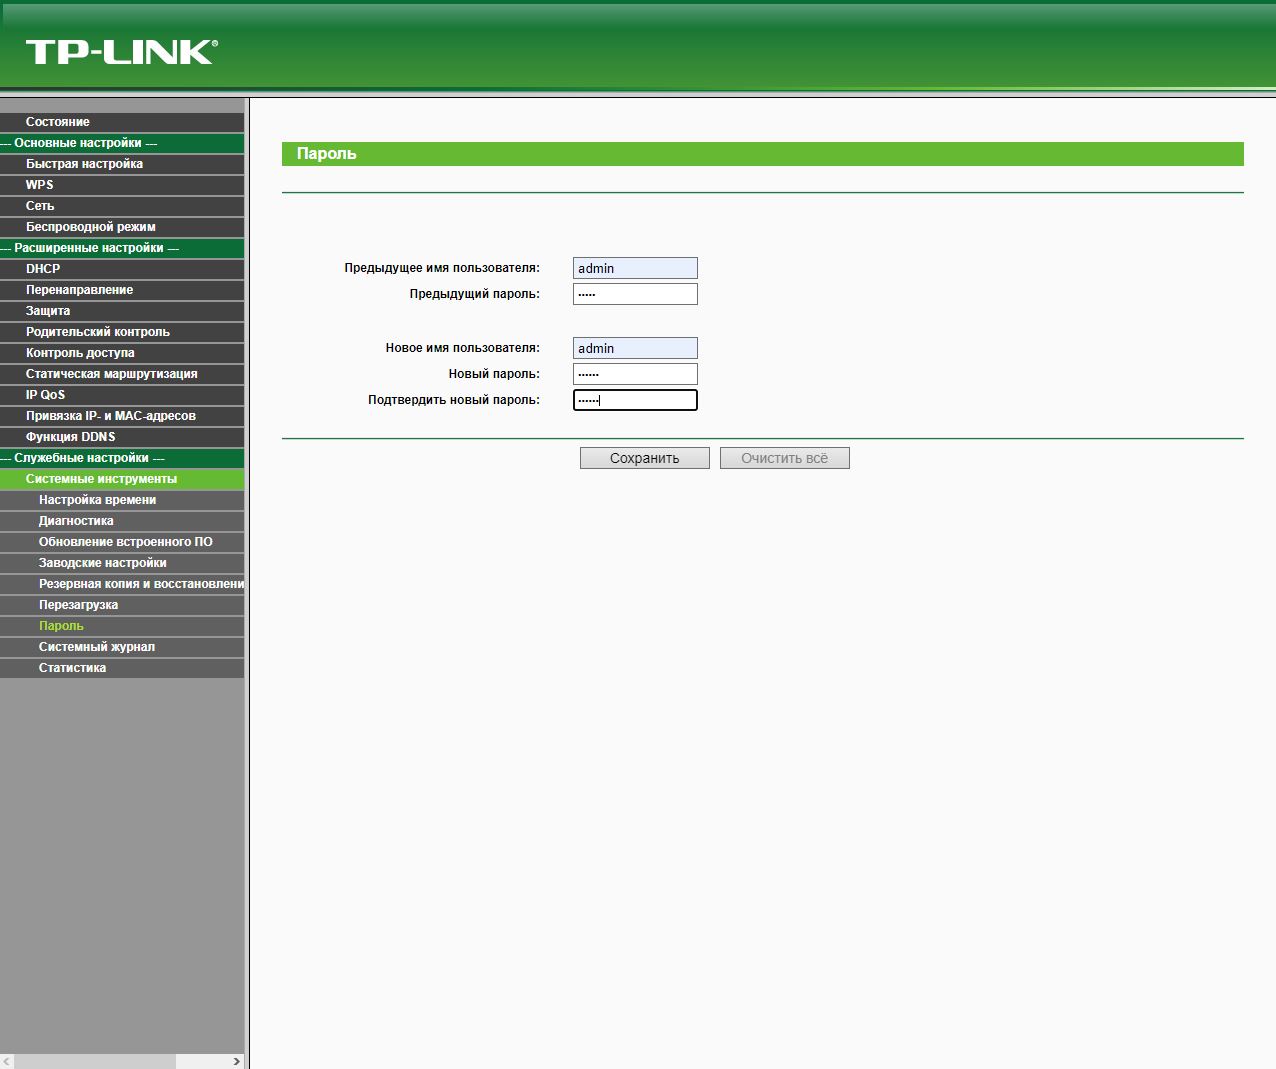 TP-LINK®
Состояние
--- Основные настройки ---
Быстрая настройка
WPS
Сеть
Беспроводной режим
--- Расширенные настройки ---
DHCP
Перенаправление
Защита
Родительский контроль
Контроль доступа
Статическая маршрутизация
IP QoS
Привязка IP- и MAC-адресов
Функция DDNS
--- Служебные настройки ---
Системные инструменты
Настройка времени
Диагностика
Обновление встроенного ПО
Заводские настройки
Резервная копия и восстановлени
Перезагрузка
Пароль
Системный журнал
Статистика
Пароль
Предыдущее имя пользователя: admin
Предыдущий пароль: •••••
Новое имя пользователя: admin
Новый пароль: ••••••
Подтвердить новый пароль: ••••••
Сохранить Очистить всё